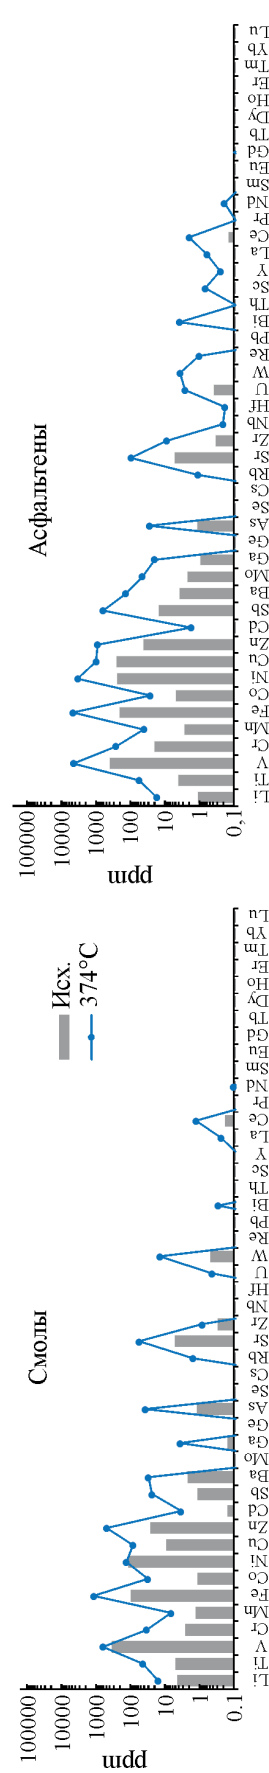 Смолы
100000
10000
1000
100
10
1
0.1
ppm
Исх.
374°C
Li Ti V Cr Mn Fe Co Ni Cu Zn Cd Sb Ba Mo Ga Ge As Se Cs Rb Sr Zr Nb Hf U W Re Pb Bi Th Sc Y La Ce Pr Nd Sm Eu Gd Tb Dy Ho Er Tm Yb Lu
Асфальтены
100000
10000
1000
100
10
1
0,1
ppm
Li Ti V Cr Mn Fe Co Ni Cu Zn Cd Sb Ba Mo Ga Ge As Se Cs Rb Sr Zr Nb Hf U W Re Pb Bi Th Sc Y La Ce Pr Nd Sm Eu Gd Tb Dy Ho Er Tm Yb Lu